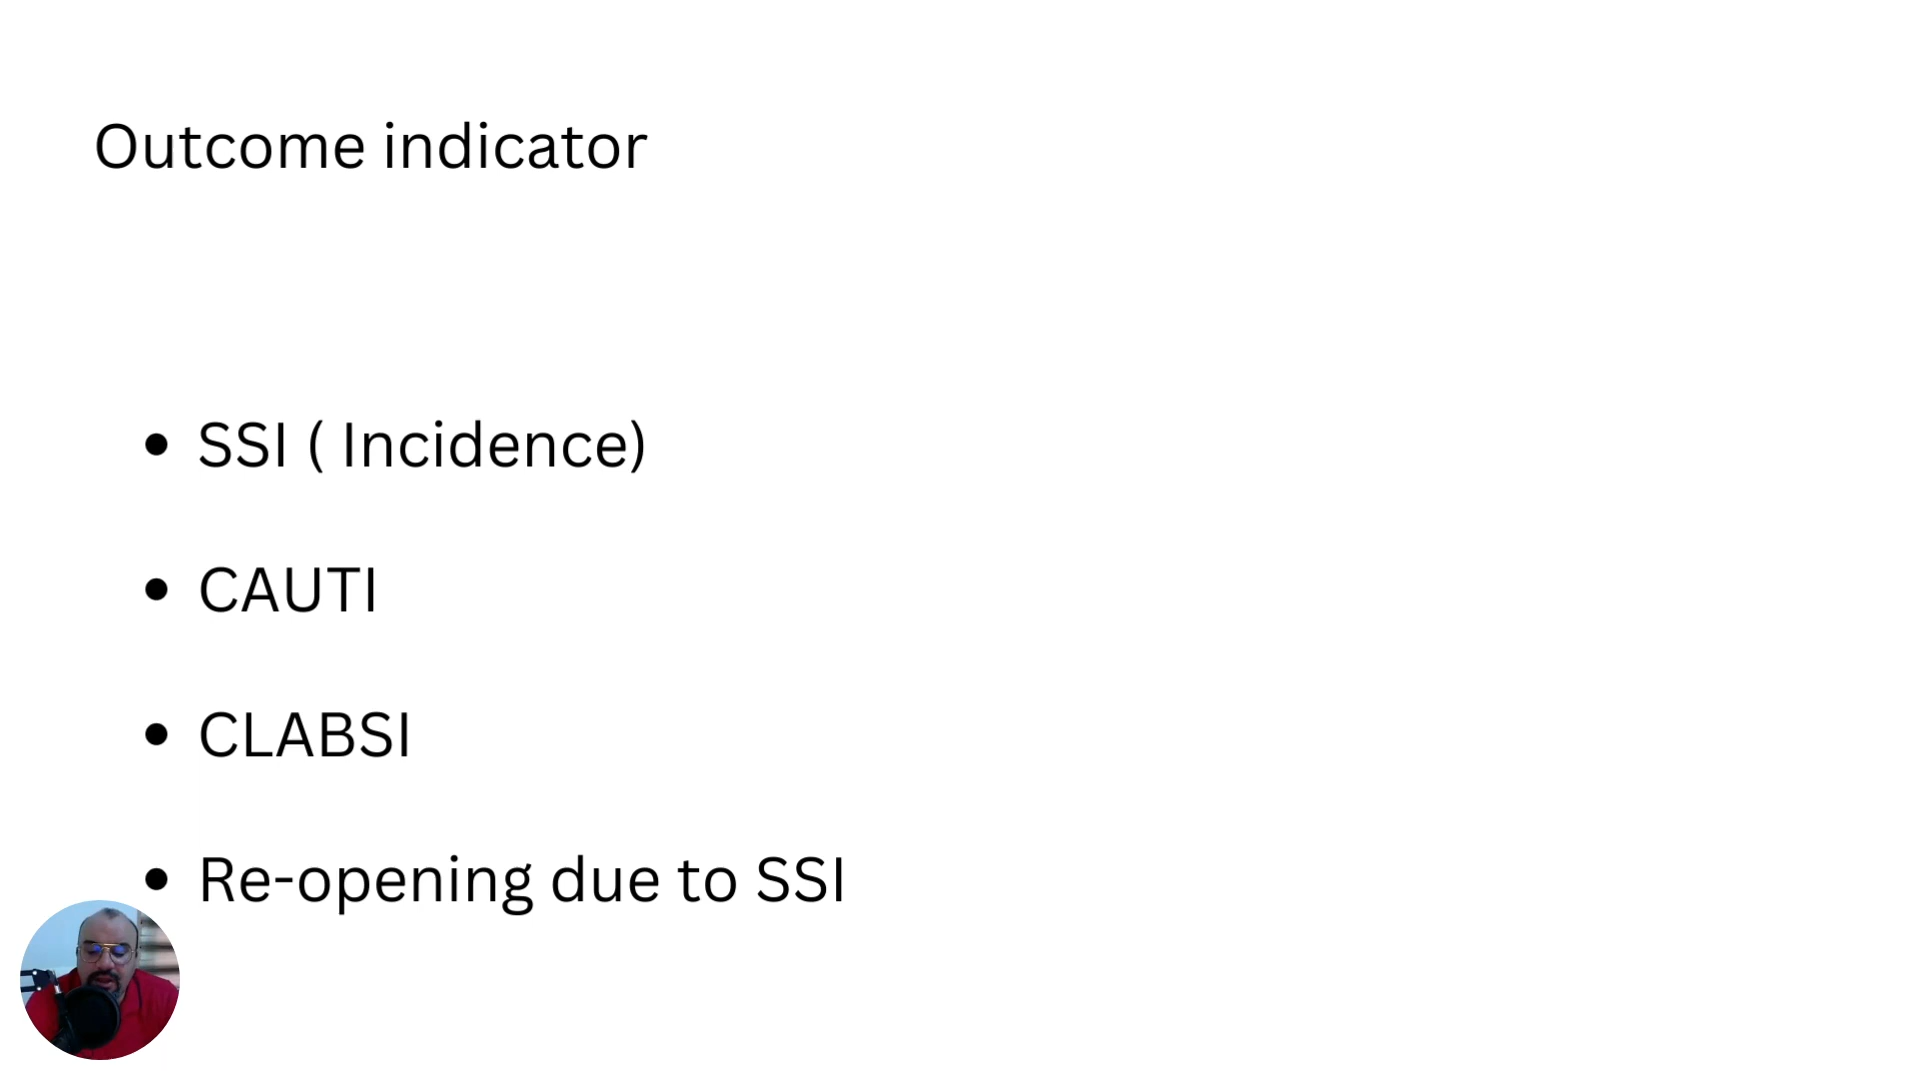 Outcome indicator
• SSI ( Incidence)
• CAUTI
• CLABSI
• Re-opening due to SSI